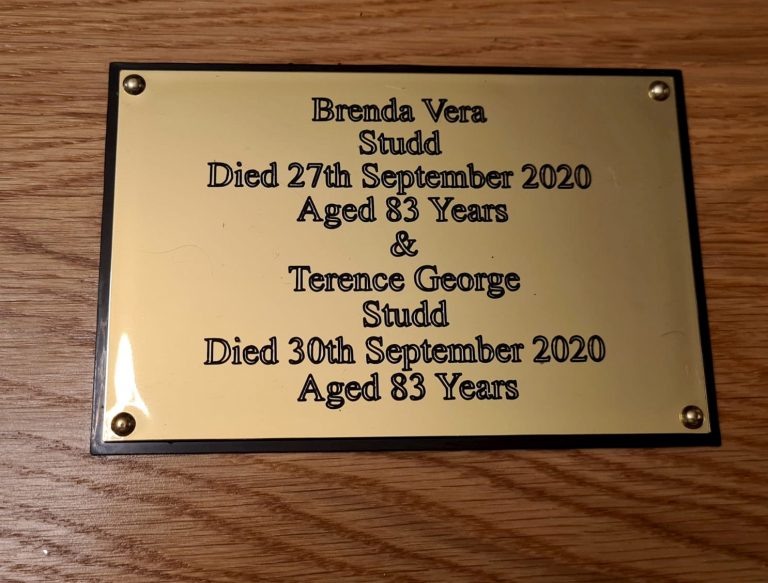 Brenda Vera
Studd
Died 27th September 2020
Aged 83 Years
&
Terence George
Studd
Died 30th September 2020
Aged 83 Years